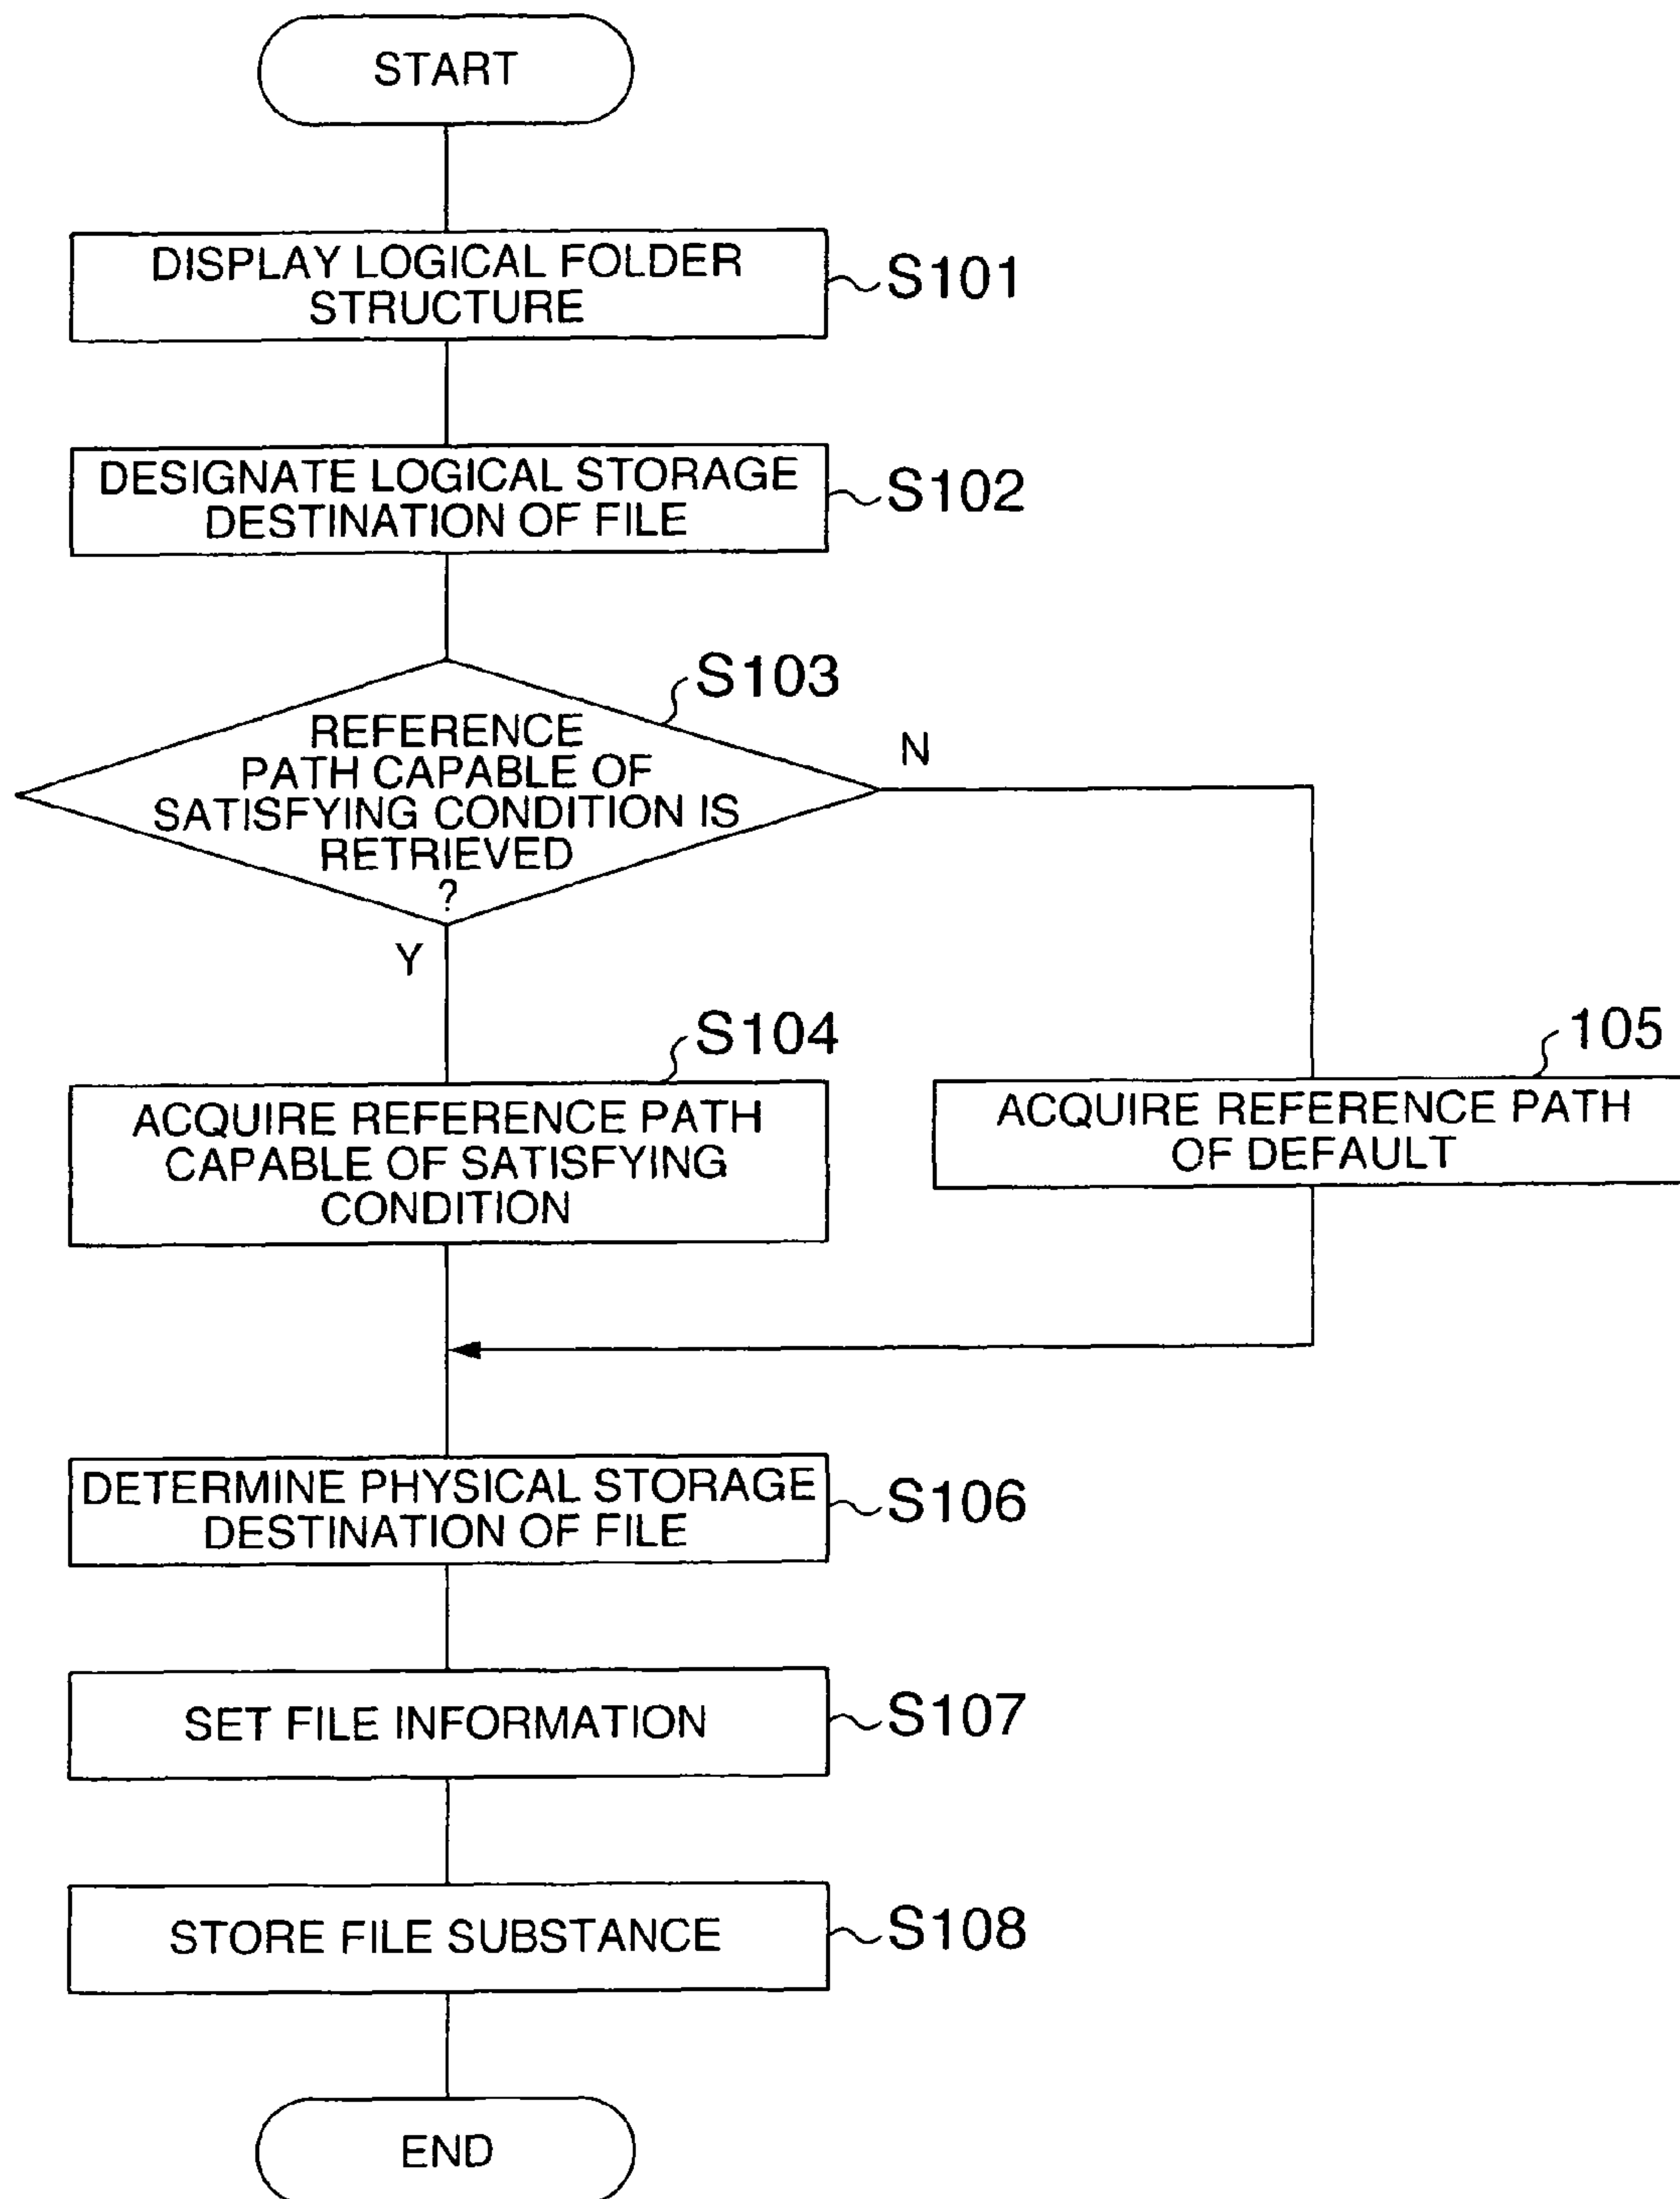 START
DISPLAY LOGICAL FOLDER
STRUCTURE
S101
DESIGNATE LOGICAL STORAGE
DESTINATION OF FILE
S102
S103
REFERENCE
PATH CAPABLE OF
SATISFYING CONDITION IS
RETRIEVED
?
N
Y
S104
ACQUIRE REFERENCE PATH
CAPABLE OF SATISFYING
CONDITION
105
ACQUIRE REFERENCE PATH
OF DEFAULT
DETERMINE PHYSICAL STORAGE
DESTINATION OF FILE
S106
SET FILE INFORMATION
S107
STORE FILE SUBSTANCE
S108
END